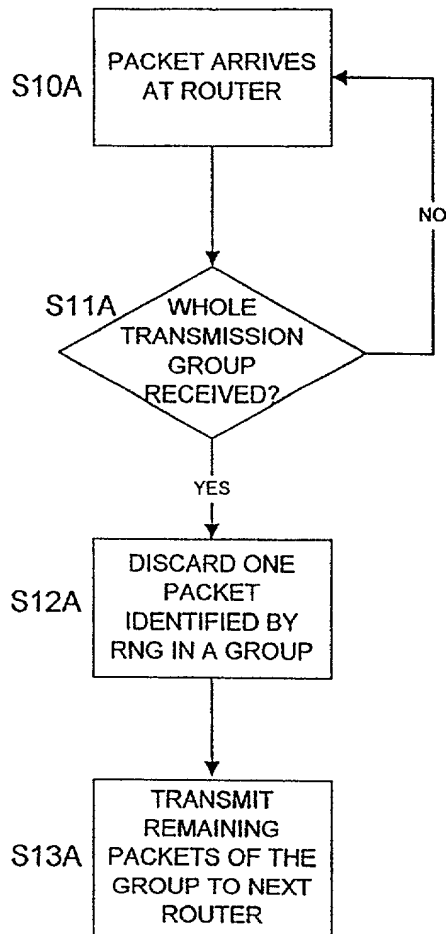 PACKET ARRIVES
AT ROUTER
S10A
NO
S11A
WHOLE
TRANSMISSION
GROUP
RECEIVED?
YES
DISCARD ONE
PACKET
IDENTIFIED BY
RNG IN A GROUP
S12A
TRANSMIT
REMAINING
PACKETS OF THE
GROUP TO NEXT
ROUTER
S13A